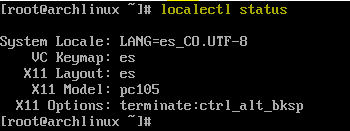 [root@archlinux ~]# localectl status
System Locale: LANG=es_CO.UTF-8
VC Keymap: es
X11 Layout: es
X11 Model: pc105
X11 Options: terminate:ctrl_alt_bksp
[root@archlinux ~]#